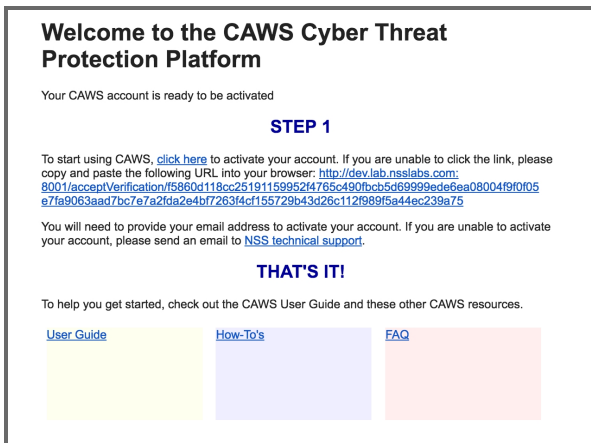 Welcome to the CAWS Cyber Threat
Protection Platform
Your CAWS account is ready to be activated
STEP 1
To start using CAWS, click here to activate your account. If you are unable to click the link, please
copy and paste the following URL into your browser: http://dev.lab.nsslabs.com:
8001/acceptVerification/f5860d118cc25191159952f4765c490fbcb5d69999ede6ea08004f9f0f05
e7fa9063aad7bc7e7a2fda2e4bf7263f4cf155729b43d26c112f989f5a44ec239a75
You will need to provide your email address to activate your account. If you are unable to activate
your account, please send an email to NSS technical support.
THAT'S IT!
To help you get started, check out the CAWS User Guide and these other CAWS resources.
User Guide
How-To's
FAQ